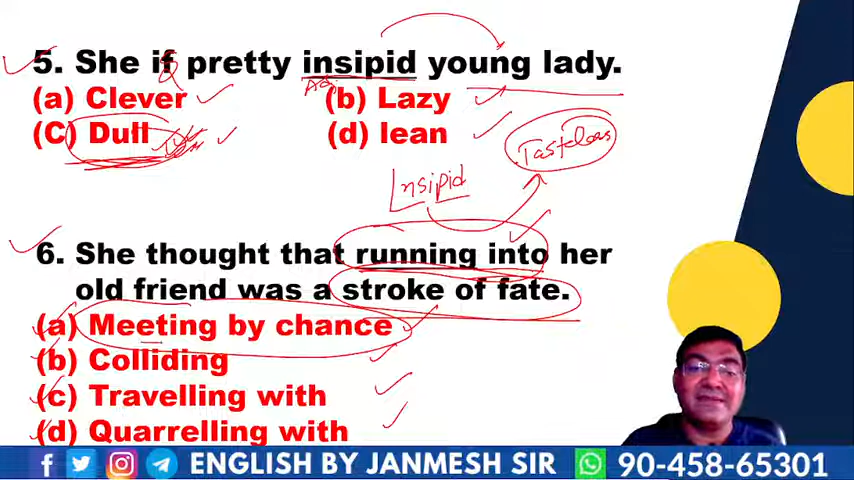 5. She if pretty insipid young lady.
(a) Clever (b) Lazy
(C) Dull (d) lean
Tasteless
Insipid
6. She thought that running into her
old friend was a stroke of fate.
(a) Meeting by chance
(b) Colliding
(c) Travelling with
(d) Quarrelling with
ENGLISH BY JANMESH SIR 90-458-65301